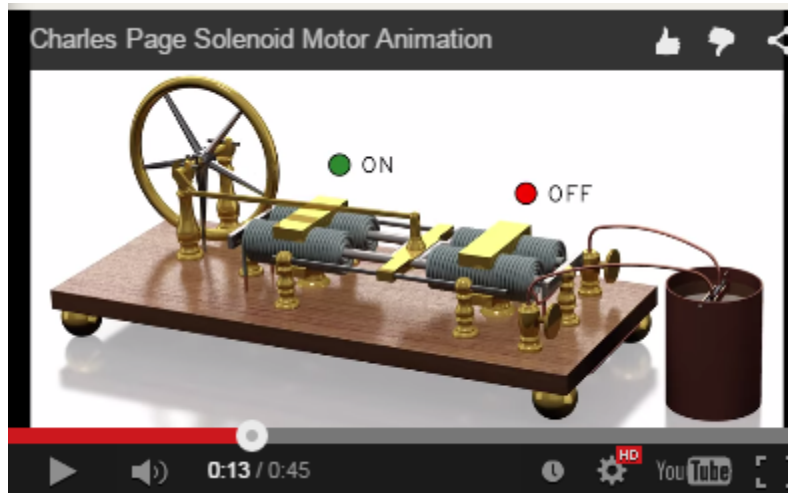 Charles Page Solenoid Motor Animation
ON
OFF
0:13 / 0:45
HD
YouTube